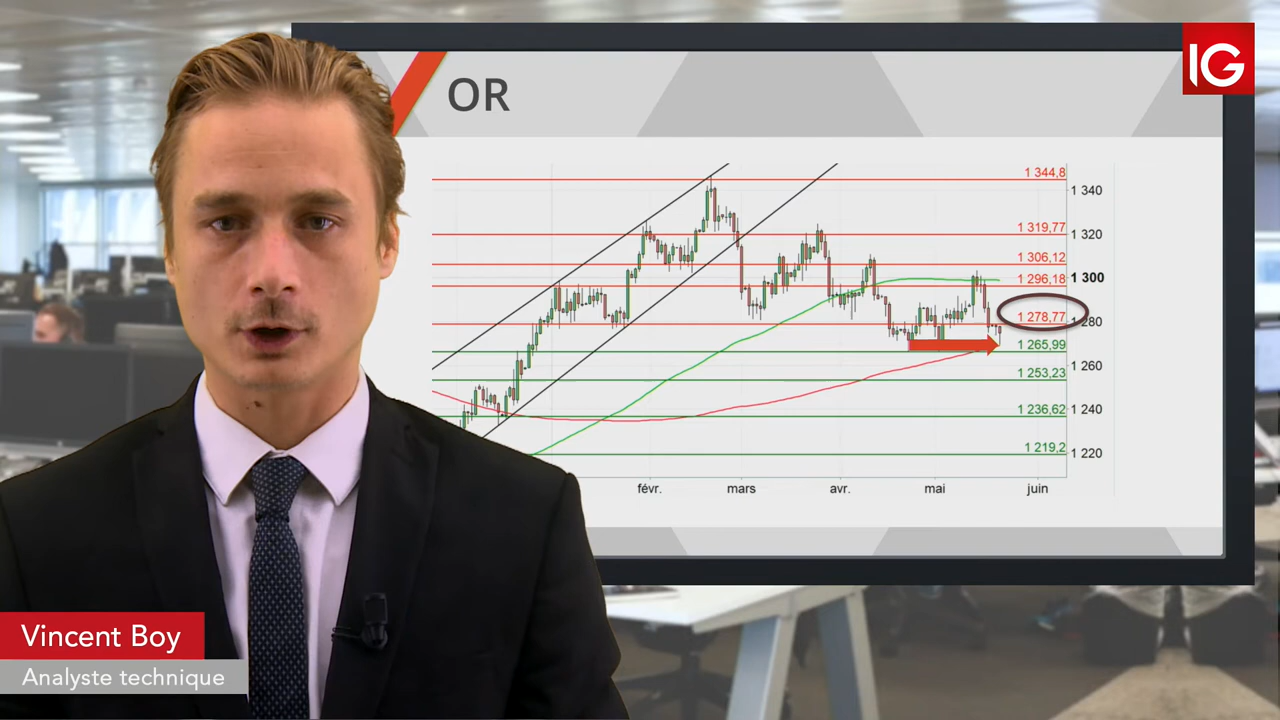 OR
IG
1 344,8
1 340
1 319,77
1 320
1 306,12
1 300
1 296,18
1 278,77
1 280
1 265,99
1 260
1 253,23
1 240
1 236,62
1 219,2
1 220
févr.
mars
avr.
mai
juin
Vincent Boy
Analyste technique